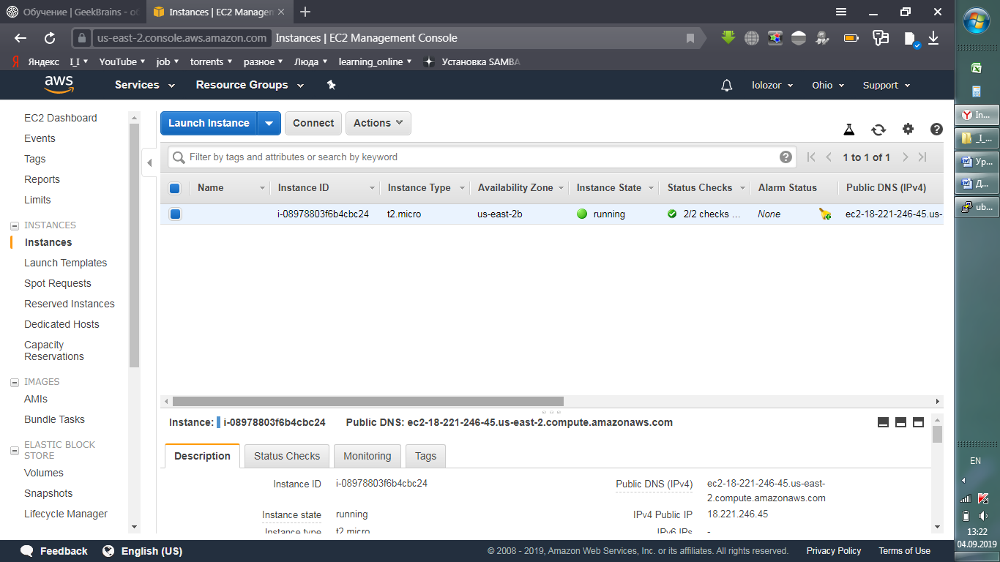 Обучение | GeekBrains - об
Instances | EC2 Managem
us-east-2.console.aws.amazon.com Instances | EC2 Management Console
Яндекс I_I YouTube job torrents разное Люда learning_online Установка SAMBA
aws Services Resource Groups lolozor Ohio Support
EC2 Dashboard
Events
Tags
Reports
Limits
INSTANCES
Instances
Launch Templates
Spot Requests
Reserved Instances
Dedicated Hosts
Capacity
Reservations
IMAGES
AMIs
Bundle Tasks
ELASTIC BLOCK
STORE
Volumes
Snapshots
Lifecycle Manager
Launch Instance Connect Actions
Filter by tags and attributes or search by keyword 1 to 1 of 1
Name Instance ID Instance Type Availability Zone Instance State Status Checks Alarm Status Public DNS (IPv4)
i-08978803f6b4cbc24 t2.micro us-east-2b running 2/2 checks ... None ec2-18-221-246-45.us-
Instance: i-08978803f6b4cbc24 Public DNS: ec2-18-221-246-45.us-east-2.compute.amazonaws.com
Description Status Checks Monitoring Tags
Instance ID i-08978803f6b4cbc24
Public DNS (IPv4) ec2-18-221-246-45.us-east-
2.compute.amazonaws.com
Instance state running
IPv4 Public IP 18.221.246.45
Instance type t2.micro
IPv6 IPs -
Feedback English (US) © 2008 - 2019, Amazon Web Services, Inc. or its affiliates. All rights reserved. Privacy Policy Terms of Use
In...
_I_...
Ур...
Д...
ub...
EN
13:22
04.09.2019